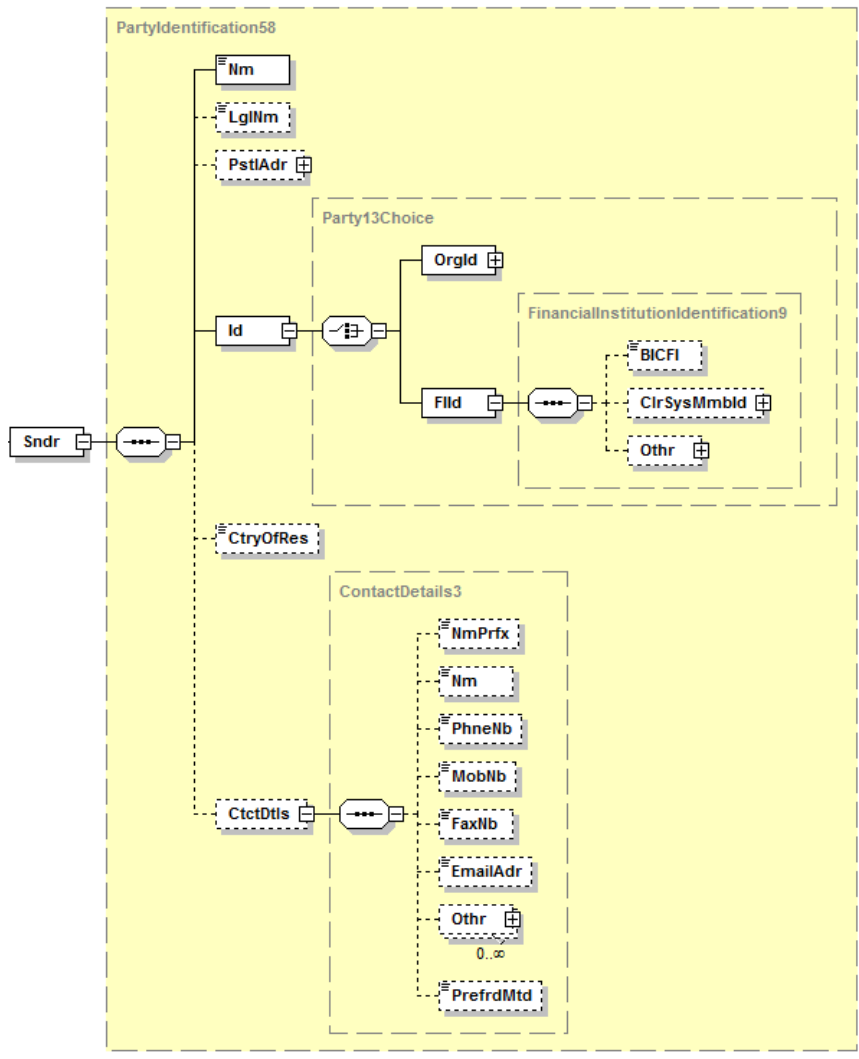 PartyIdentification58
Nm
LglNm
PstlAdr
Party13Choice
OrgId
FinancialInstitutionIdentification9
Id
BICFI
FIId
ClrSysMmbId
Sndr
Othr
CtryOfRes
ContactDetails3
NmPrfx
Nm
PhneNb
MobNb
CtctDtls
FaxNb
EmailAdr
Othr
0..∞
PrefrdMtd